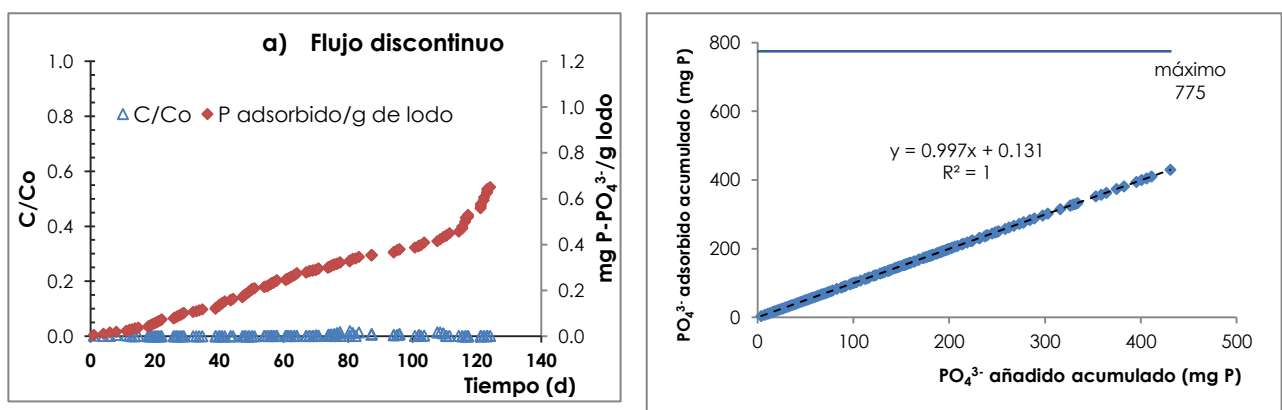 a) Flujo discontinuo
1.0
0.8
0.6
0.4
0.2
0.0
C/Co
C/Co
P adsorbido/g de lodo
1.2
1.0
0.8
0.6
0.4
0.2
0.0
mg P-PO₄³⁻/g lodo
0 20 40 60 80 100 120 140
Tiempo (d)
800
600
400
200
0
PO₄³⁻ adsorbido acumulado (mg P)
máximo
775
y = 0.997x + 0.131
R² = 1
0 100 200 300 400 500
PO₄³⁻ añadido acumulado (mg P)